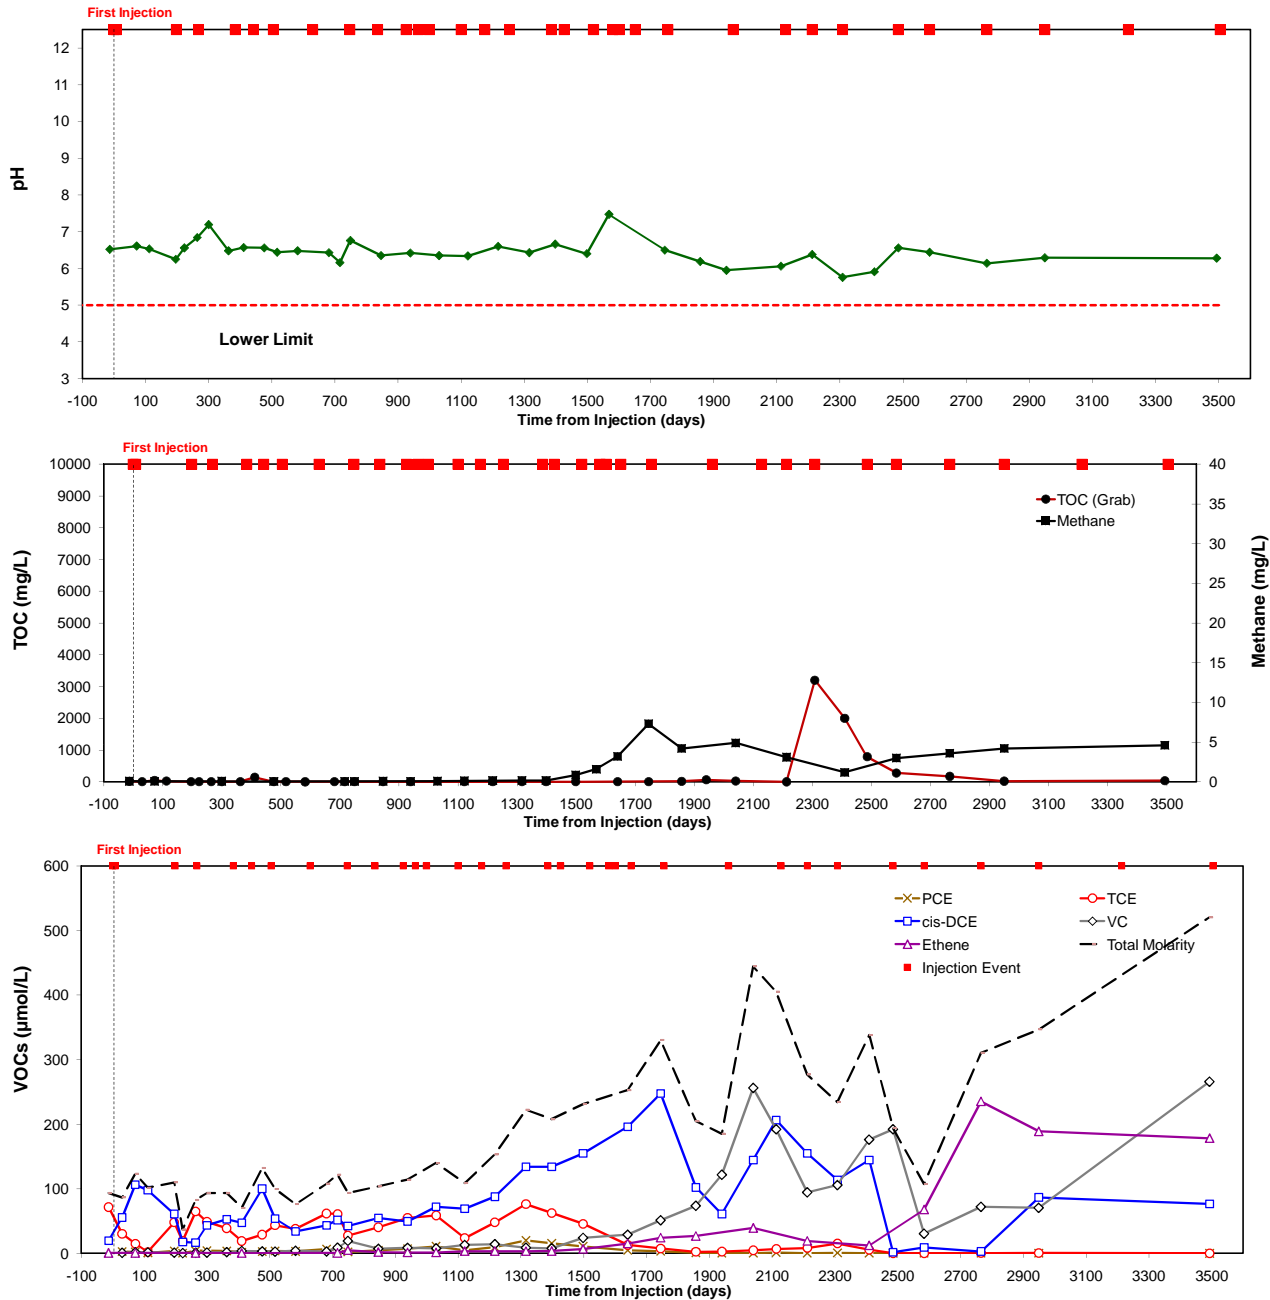 First Injection
12
11
10
9
8
7
6
5
4
3
pH
Lower Limit
-100 100 300 500 700 900 1100 1300 1500 1700 1900 2100 2300 2500 2700 2900 3100 3300 3500
Time from Injection (days)
First Injection
10000 40
9000 35
8000
7000 30
6000 25
5000 20
4000 15
3000
2000 10
1000 5
0 0
TOC (mg/L)
Methane (mg/L)
TOC (Grab)
Methane
-100 100 300 500 700 900 1100 1300 1500 1700 1900 2100 2300 2500 2700 2900 3100 3300 3500
Time from Injection (days)
First Injection
600
500
400
300
200
100
0
VOCs (µmol/L)
PCE TCE
cis-DCE VC
Ethene Total Molarity
Injection Event
-100 100 300 500 700 900 1100 1300 1500 1700 1900 2100 2300 2500 2700 2900 3100 3300 3500
Time from Injection (days)